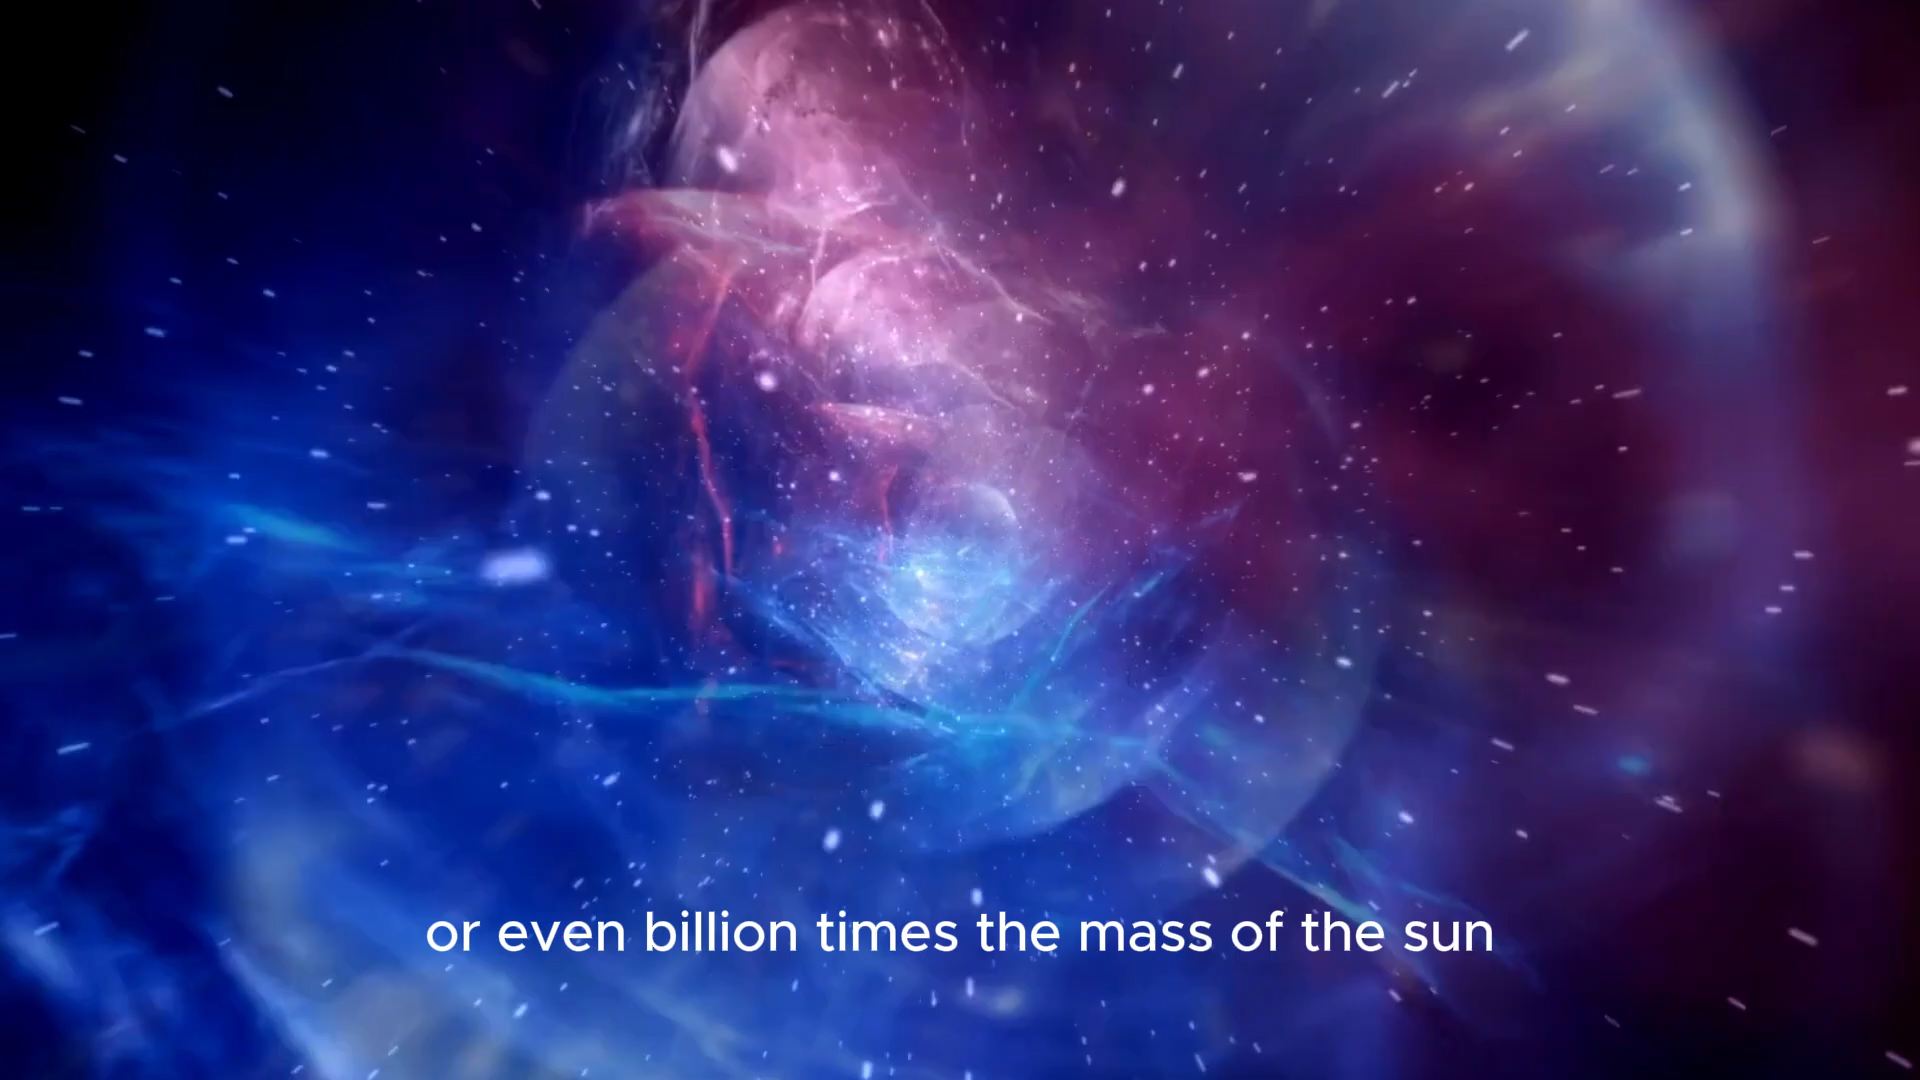 or even billion times the mass of the sun